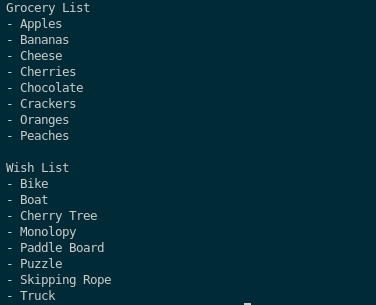 Grocery List
- Apples
- Bananas
- Cheese
- Cherries
- Chocolate
- Crackers
- Oranges
- Peaches

Wish List
- Bike
- Boat
- Cherry Tree
- Monolopy
- Paddle Board
- Puzzle
- Skipping Rope
- Truck